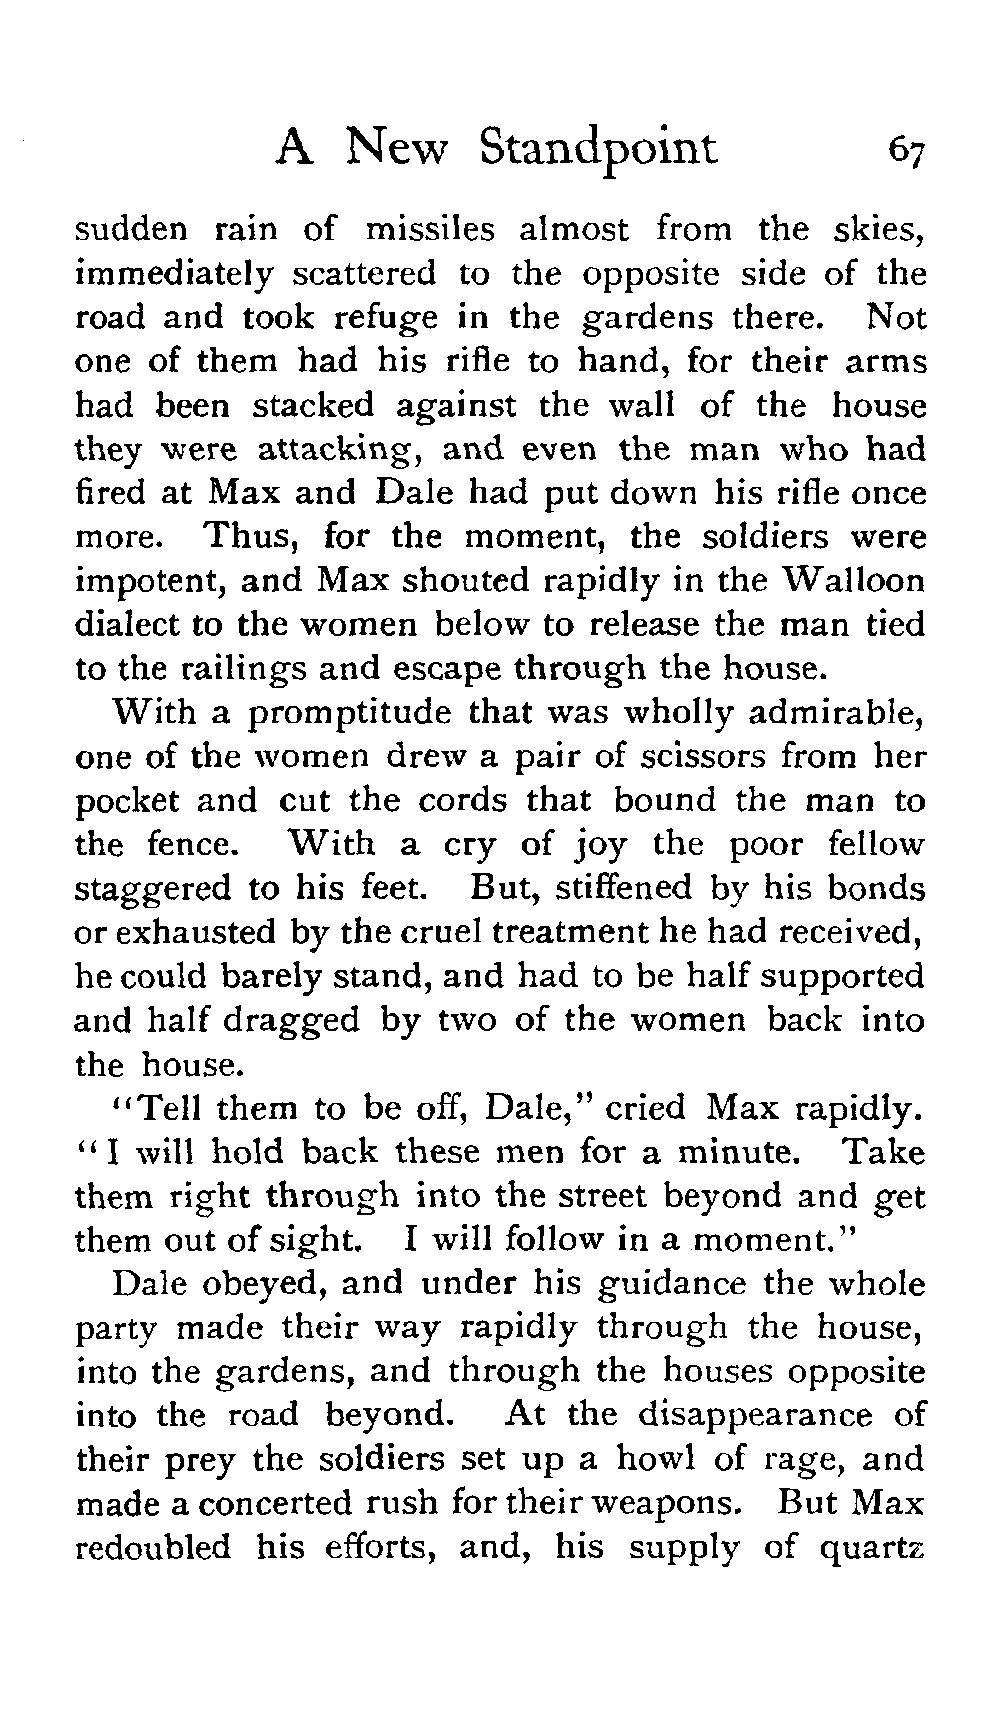 A New Standpoint 67
sudden rain of missiles almost from the skies,
immediately scattered to the opposite side of the
road and took refuge in the gardens there. Not
one of them had his rifle to hand, for their arms
had been stacked against the wall of the house
they were attacking, and even the man who had
fired at Max and Dale had put down his rifle once
more. Thus, for the moment, the soldiers were
impotent, and Max shouted rapidly in the Walloon
dialect to the women below to release the man tied
to the railings and escape through the house.
With a promptitude that was wholly admirable,
one of the women drew a pair of scissors from her
pocket and cut the cords that bound the man to
the fence. With a cry of joy the poor fellow
staggered to his feet. But, stiffened by his bonds
or exhausted by the cruel treatment he had received,
he could barely stand, and had to be half supported
and half dragged by two of the women back into
the house.
"Tell them to be off, Dale," cried Max rapidly.
"I will hold back these men for a minute. Take
them right through into the street beyond and get
them out of sight. I will follow in a moment."
Dale obeyed, and under his guidance the whole
party made their way rapidly through the house,
into the gardens, and through the houses opposite
into the road beyond. At the disappearance of
their prey the soldiers set up a howl of rage, and
made a concerted rush for their weapons. But Max
redoubled his efforts, and, his supply of quartz